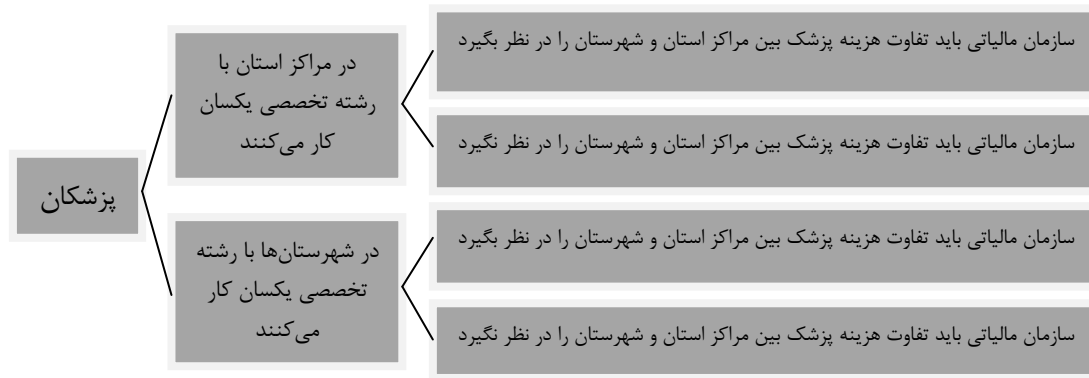 پزشکان
در مراکز استان با
رشته تخصصی یکسان
کار می‌کنند
سازمان مالیاتی باید تفاوت هزینه پزشک بین مراکز استان و شهرستان را در نظر بگیرد
سازمان مالیاتی باید تفاوت هزینه پزشک بین مراکز استان و شهرستان را در نظر نگیرد
در شهرستان‌ها با رشته
تخصصی یکسان کار
می‌کنند
سازمان مالیاتی باید تفاوت هزینه پزشک بین مراکز استان و شهرستان را در نظر بگیرد
سازمان مالیاتی باید تفاوت هزینه پزشک بین مراکز استان و شهرستان را در نظر نگیرد